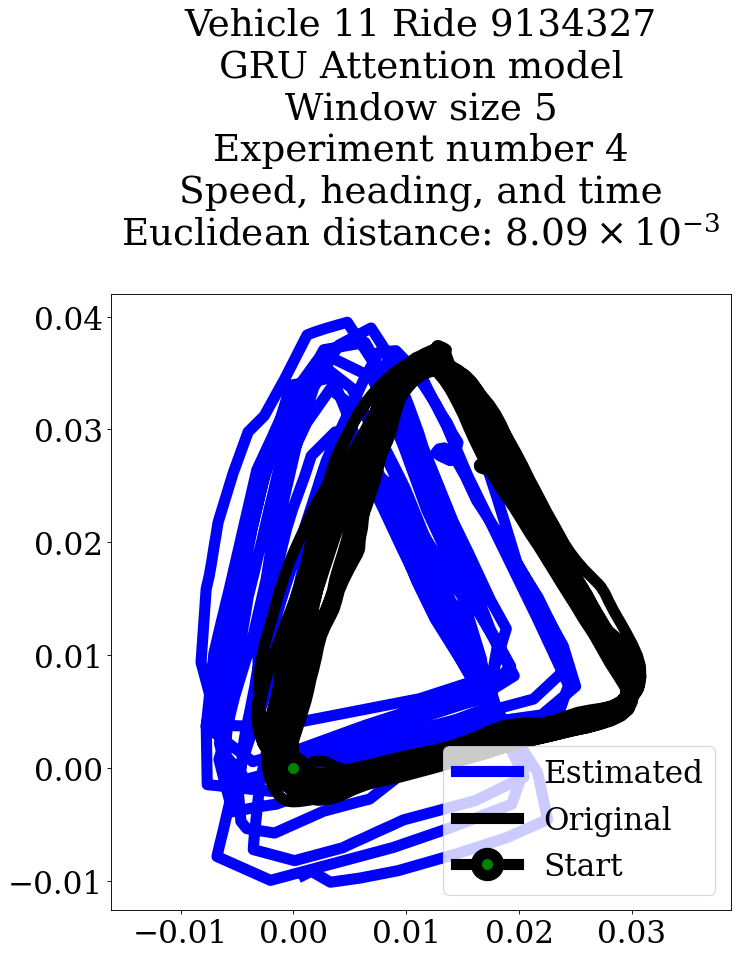 Vehicle 11 Ride 9134327
GRU Attention model
Window size 5
Experiment number 4
Speed, heading, and time
Euclidean distance: 8.09 × 10⁻³
0.04
0.03
0.02
0.01
0.00
−0.01
Estimated
Original
Start
−0.01 0.00 0.01 0.02 0.03